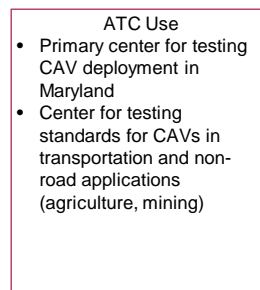 ATC Use
• Primary center for testing
CAV deployment in
Maryland
• Center for testing
standards for CAVs in
transportation and non-
road applications
(agriculture, mining)